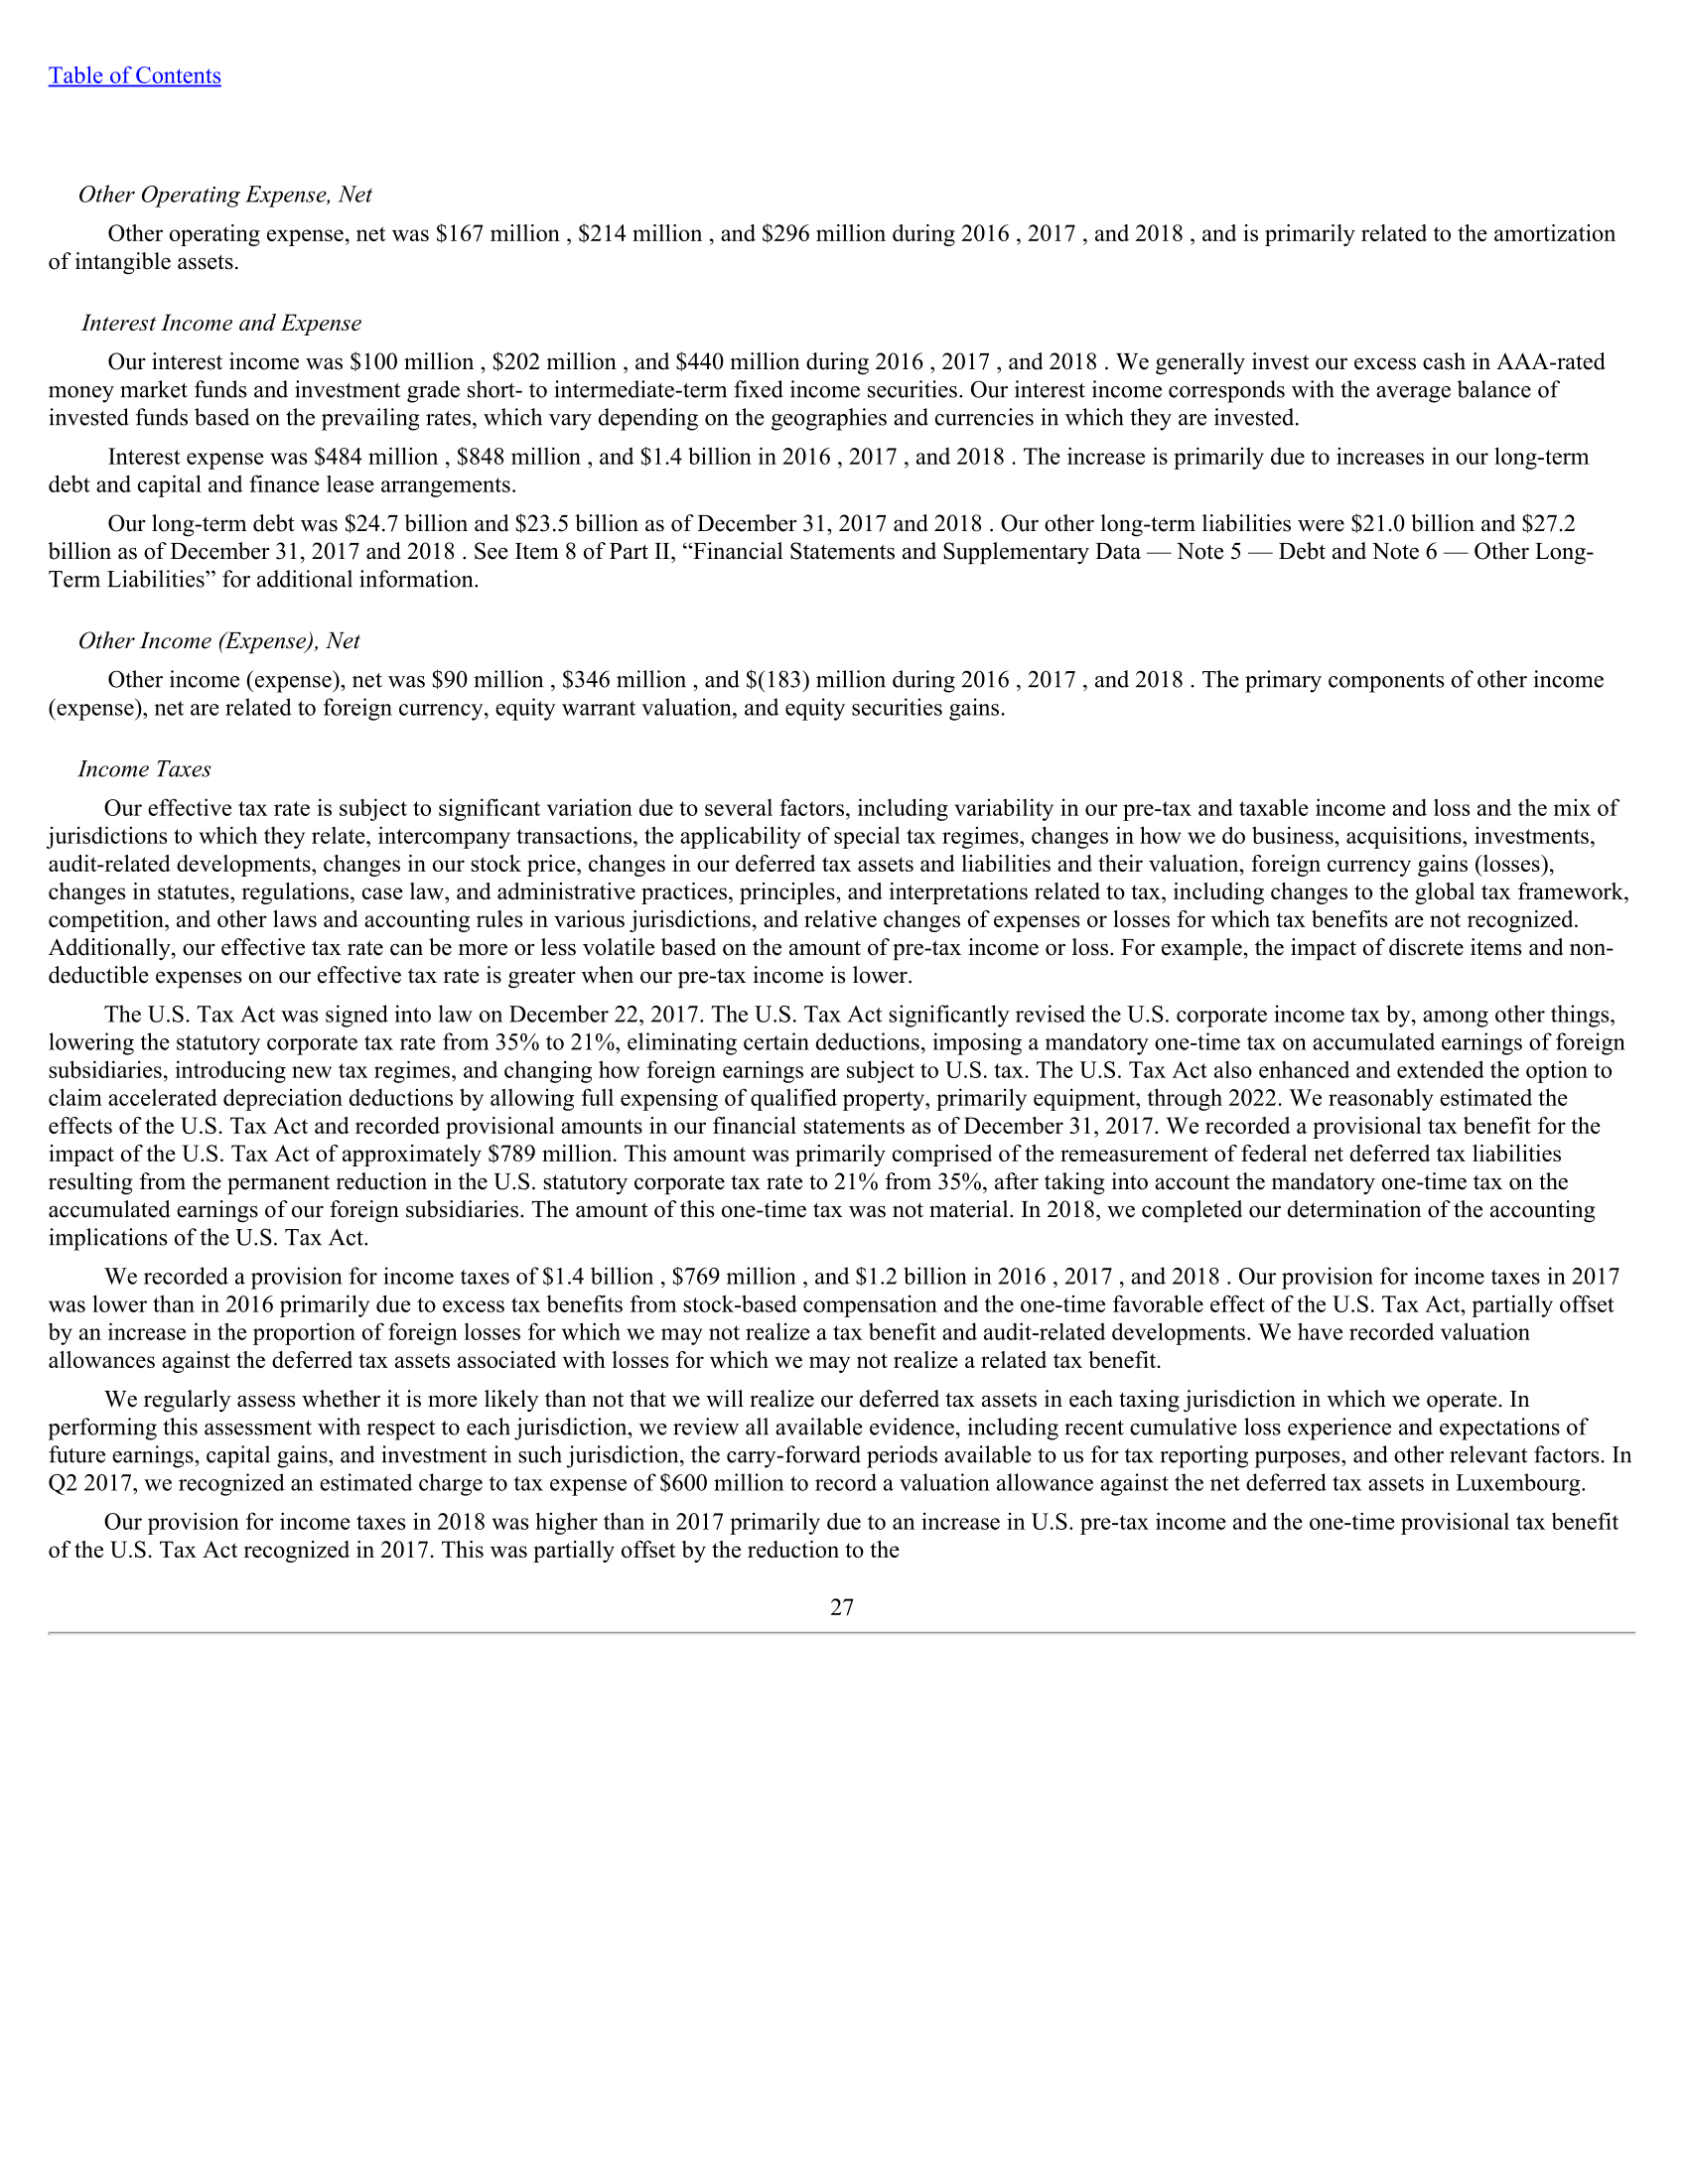 Table of Contents
Other Operating Expense, Net
Other operating expense, net was $167 million , $214 million , and $296 million during 2016 , 2017 , and 2018 , and is primarily related to the amortization
of intangible assets.
Interest Income and Expense
Our interest income was $100 million , $202 million , and $440 million during 2016 , 2017 , and 2018 . We generally invest our excess cash in AAA-rated
money market funds and investment grade short- to intermediate-term fixed income securities. Our interest income corresponds with the average balance of
invested funds based on the prevailing rates, which vary depending on the geographies and currencies in which they are invested.
Interest expense was $484 million , $848 million , and $1.4 billion in 2016 , 2017 , and 2018 . The increase is primarily due to increases in our long-term
debt and capital and finance lease arrangements.
Our long-term debt was $24.7 billion and $23.5 billion as of December 31, 2017 and 2018 . Our other long-term liabilities were $21.0 billion and $27.2
billion as of December 31, 2017 and 2018 . See Item 8 of Part II, “Financial Statements and Supplementary Data — Note 5 — Debt and Note 6 — Other Long-
Term Liabilities” for additional information.
Other Income (Expense), Net
Other income (expense), net was $90 million , $346 million , and $(183) million during 2016 , 2017 , and 2018 . The primary components of other income
(expense), net are related to foreign currency, equity warrant valuation, and equity securities gains.
Income Taxes
Our effective tax rate is subject to significant variation due to several factors, including variability in our pre-tax and taxable income and loss and the mix of
jurisdictions to which they relate, intercompany transactions, the applicability of special tax regimes, changes in how we do business, acquisitions, investments,
audit-related developments, changes in our stock price, changes in our deferred tax assets and liabilities and their valuation, foreign currency gains (losses),
changes in statutes, regulations, case law, and administrative practices, principles, and interpretations related to tax, including changes to the global tax framework,
competition, and other laws and accounting rules in various jurisdictions, and relative changes of expenses or losses for which tax benefits are not recognized.
Additionally, our effective tax rate can be more or less volatile based on the amount of pre-tax income or loss. For example, the impact of discrete items and non-
deductible expenses on our effective tax rate is greater when our pre-tax income is lower.
The U.S. Tax Act was signed into law on December 22, 2017. The U.S. Tax Act significantly revised the U.S. corporate income tax by, among other things,
lowering the statutory corporate tax rate from 35% to 21%, eliminating certain deductions, imposing a mandatory one-time tax on accumulated earnings of foreign
subsidiaries, introducing new tax regimes, and changing how foreign earnings are subject to U.S. tax. The U.S. Tax Act also enhanced and extended the option to
claim accelerated depreciation deductions by allowing full expensing of qualified property, primarily equipment, through 2022. We reasonably estimated the
effects of the U.S. Tax Act and recorded provisional amounts in our financial statements as of December 31, 2017. We recorded a provisional tax benefit for the
impact of the U.S. Tax Act of approximately $789 million. This amount was primarily comprised of the remeasurement of federal net deferred tax liabilities
resulting from the permanent reduction in the U.S. statutory corporate tax rate to 21% from 35%, after taking into account the mandatory one-time tax on the
accumulated earnings of our foreign subsidiaries. The amount of this one-time tax was not material. In 2018, we completed our determination of the accounting
implications of the U.S. Tax Act.
We recorded a provision for income taxes of $1.4 billion , $769 million , and $1.2 billion in 2016 , 2017 , and 2018 . Our provision for income taxes in 2017
was lower than in 2016 primarily due to excess tax benefits from stock-based compensation and the one-time favorable effect of the U.S. Tax Act, partially offset
by an increase in the proportion of foreign losses for which we may not realize a tax benefit and audit-related developments. We have recorded valuation
allowances against the deferred tax assets associated with losses for which we may not realize a related tax benefit.
We regularly assess whether it is more likely than not that we will realize our deferred tax assets in each taxing jurisdiction in which we operate. In
performing this assessment with respect to each jurisdiction, we review all available evidence, including recent cumulative loss experience and expectations of
future earnings, capital gains, and investment in such jurisdiction, the carry-forward periods available to us for tax reporting purposes, and other relevant factors. In
Q2 2017, we recognized an estimated charge to tax expense of $600 million to record a valuation allowance against the net deferred tax assets in Luxembourg.
Our provision for income taxes in 2018 was higher than in 2017 primarily due to an increase in U.S. pre-tax income and the one-time provisional tax benefit
of the U.S. Tax Act recognized in 2017. This was partially offset by the reduction to the
27